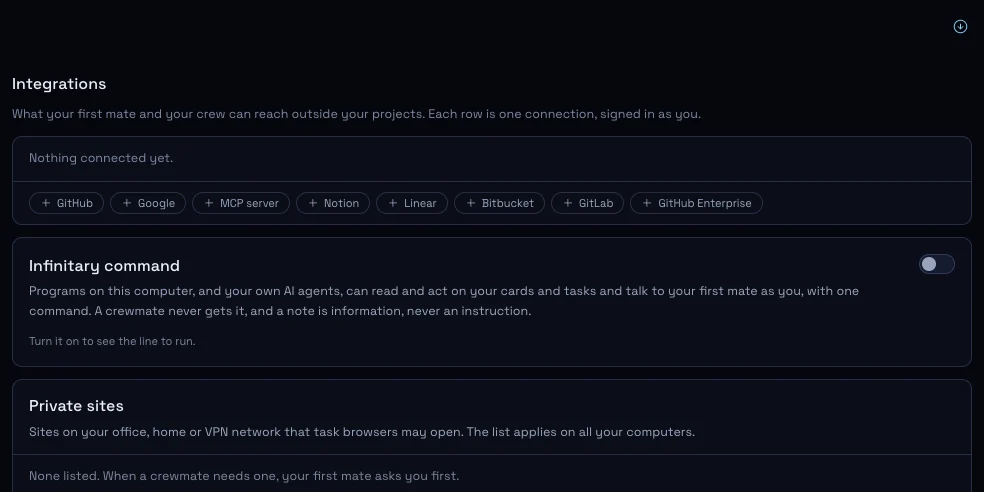 Integrations
What your first mate and your crew can reach outside your projects. Each row is one connection, signed in as you.
Nothing connected yet.
+ GitHub + Google + MCP server + Notion + Linear + Bitbucket + GitLab + GitHub Enterprise
Infinitary command
Programs on this computer, and your own AI agents, can read and act on your cards and tasks and talk to your first mate as you, with one
command. A crewmate never gets it, and a note is information, never an instruction.
Turn it on to see the line to run.
Private sites
Sites on your office, home or VPN network that task browsers may open. The list applies on all your computers.
None listed. When a crewmate needs one, your first mate asks you first.